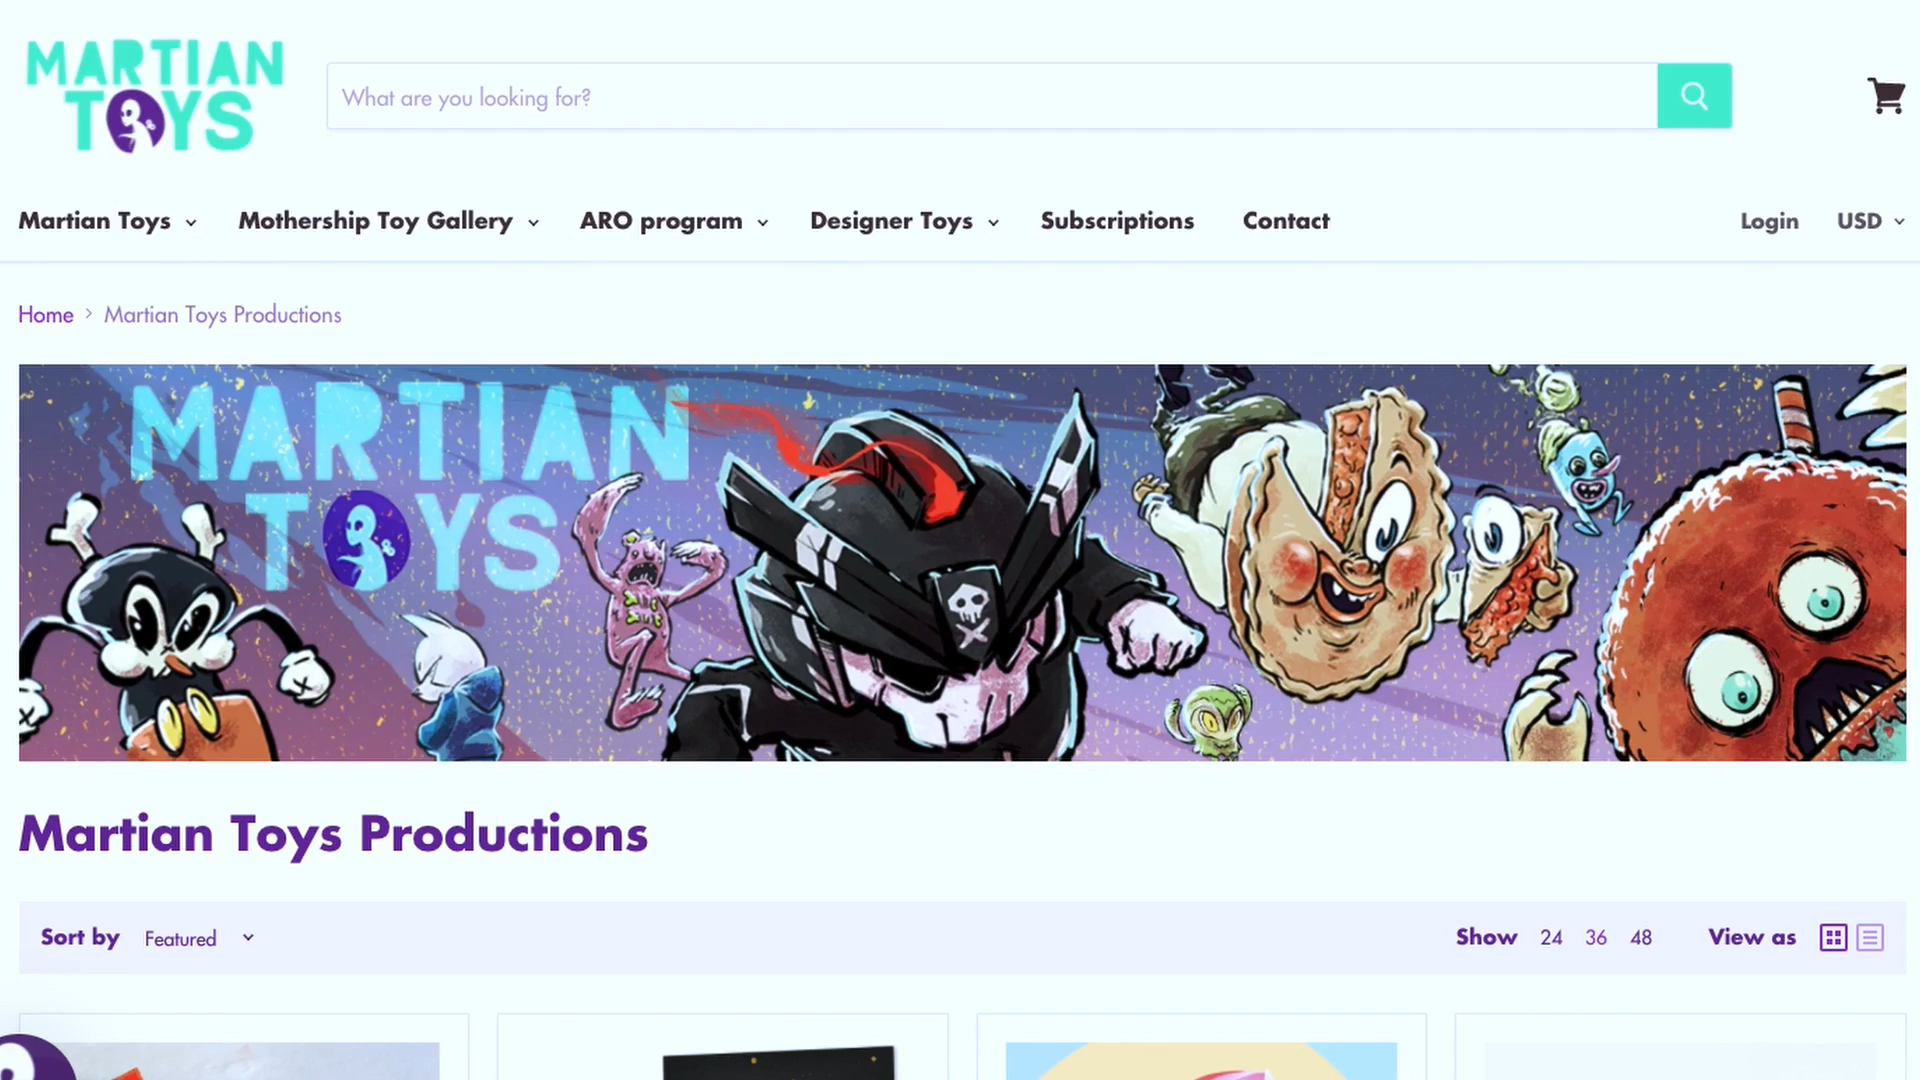 MARTIAN
TOYS
What are you looking for?
Martian Toys
Mothership Toy Gallery
ARO program
Designer Toys
Subscriptions
Contact
Login
USD
Home
Martian Toys Productions
MARTIAN
TOYS
Martian Toys Productions
Sort by
Featured
Show 24 36 48
View as